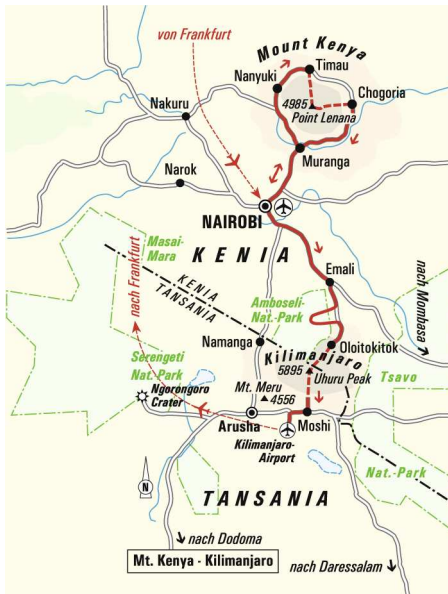 von Frankfurt
Mount Kenya
Timau
Nanyuki
Chogoria
4985
Point Lenana
Nakuru
Muranga
Narok
NAIROBI
Masai-
Mara
KENIA
KENIA
TANSANIA
nach Frankfurt
Emali
nach Mombasa
Amboseli-
Nat.-Park
Oloitokitok
Namanga
Kilimanjaro
5895
Uhuru Peak
Tsavo
Serengeti
Nat.-Park
Ngorongoro
Crater
Mt. Meru
4556
Arusha
Moshi
Kilimanjaro-
Airport
Nat.-Park
N
TANSANIA
nach Dodoma
Mt. Kenya - Kilimanjaro
nach Daressalam